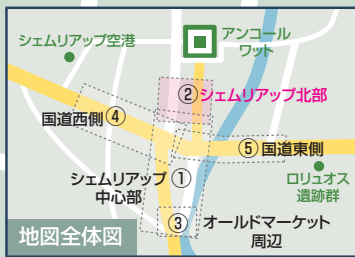 シェムリアップ空港
アンコール
ワット
②シェムリアップ北部
国道西側④
⑤国道東側
シェムリアップ①
中心部
ロリュオス
遺跡群
③オールドマーケット
周辺
地図全体図